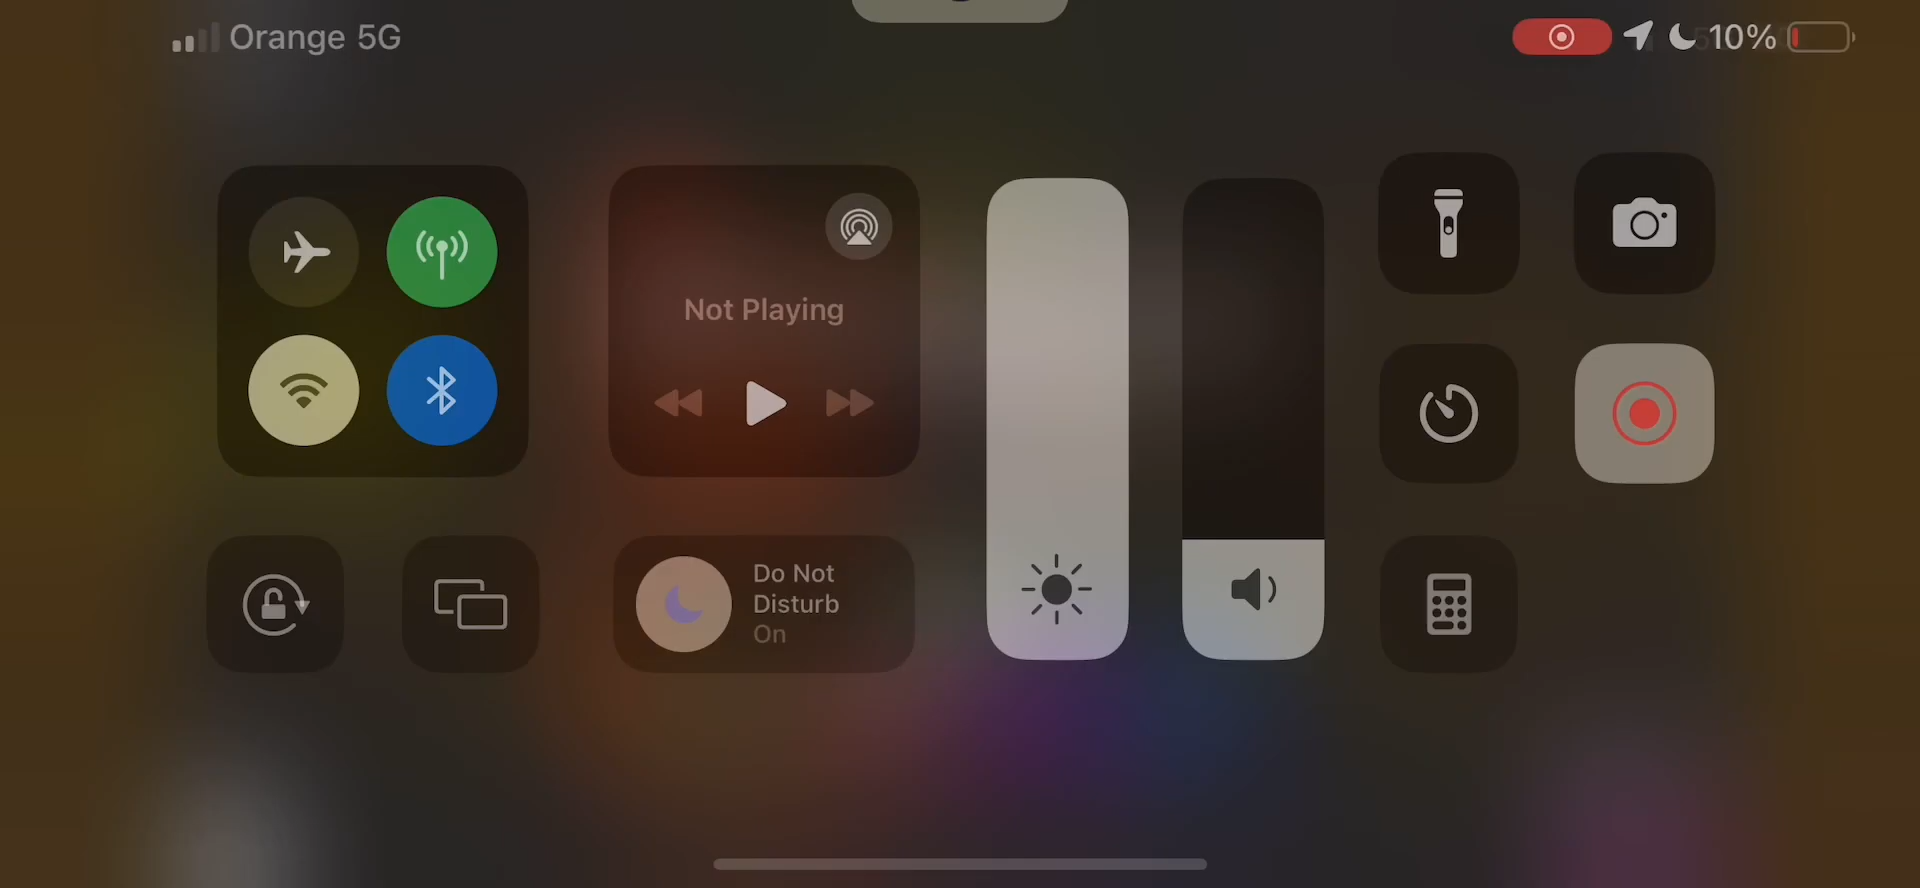 Orange 5G
10%
Not Playing
Do Not
Disturb
On